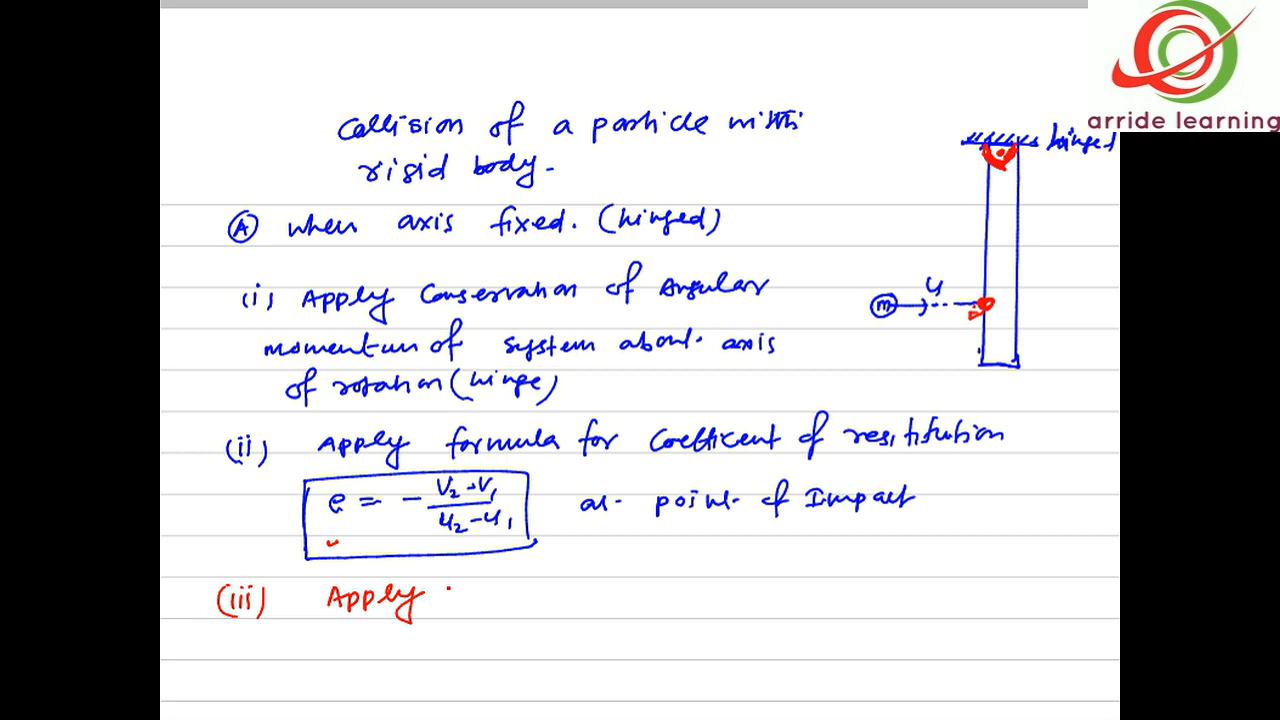 arride learning
Collision of a particle with
rigid body.
(A) when axis fixed. (hinged)
hinged
m
u
(i) Apply Conservation of Angular
momentum of system about axis
of rotation (hinge)
(ii) Apply formula for Coefficient of restitution
e = - (V₂ - V₁)/(u₂ - u₁) at point of Impact
(iii) Apply